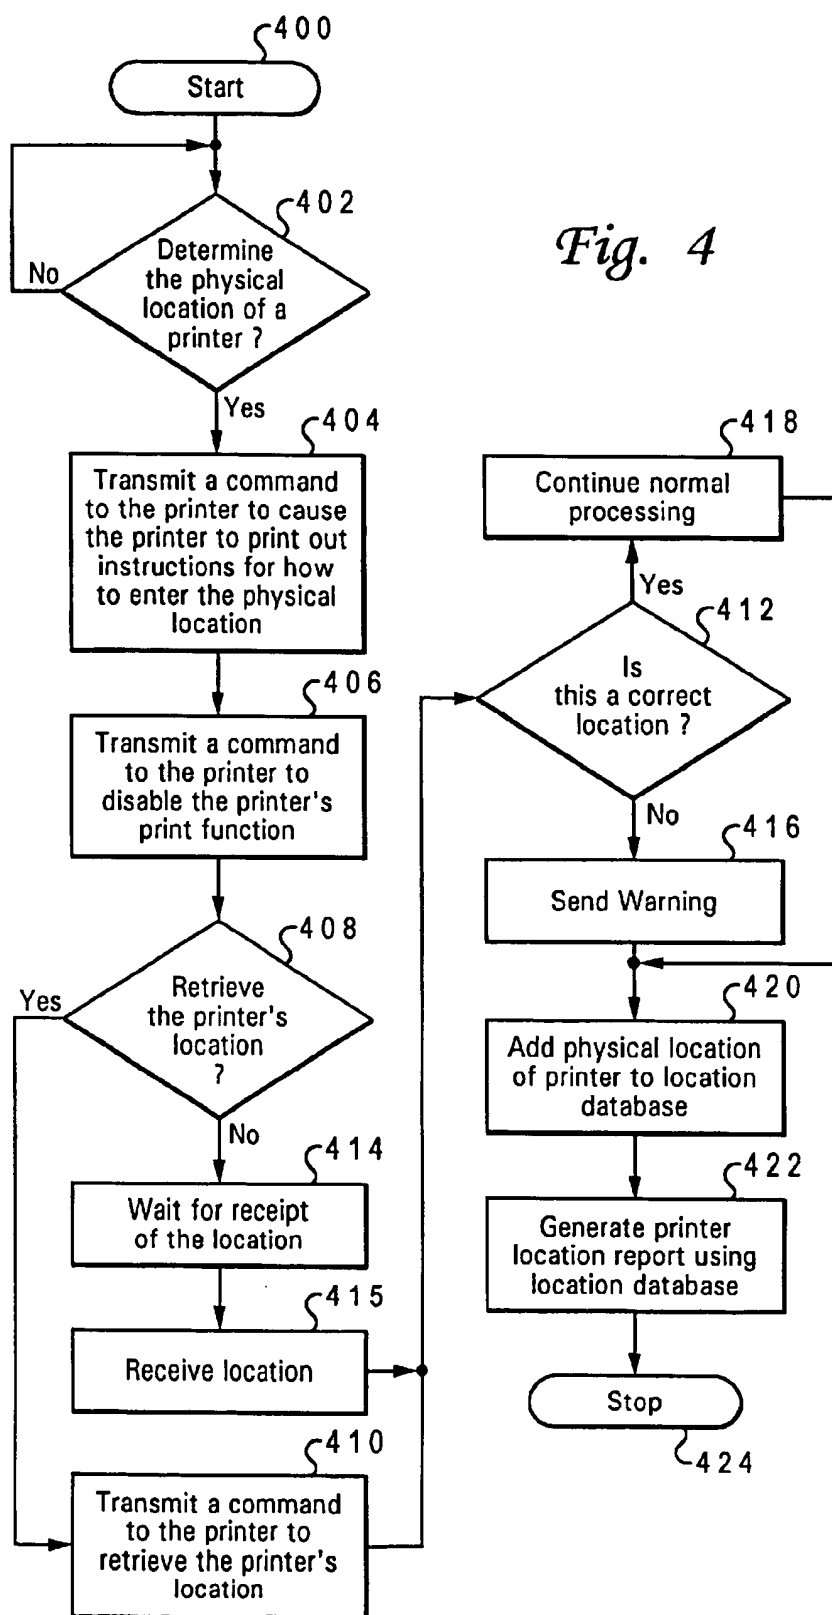 400
Start
402
Determine
the physical
location of a
printer ?
No
Yes
404
Transmit a command
to the printer to cause
the printer to print out
instructions for how
to enter the physical
location
406
Transmit a command
to the printer to
disable the printer's
print function
408
Retrieve
the printer's
location
?
Yes
No
414
Wait for receipt
of the location
415
Receive location
410
Transmit a command
to the printer to
retrieve the printer's
location
Fig. 4
418
Continue normal
processing
Yes
412
Is
this a correct
location ?
No
416
Send Warning
420
Add physical location
of printer to location
database
422
Generate printer
location report using
location database
Stop
424